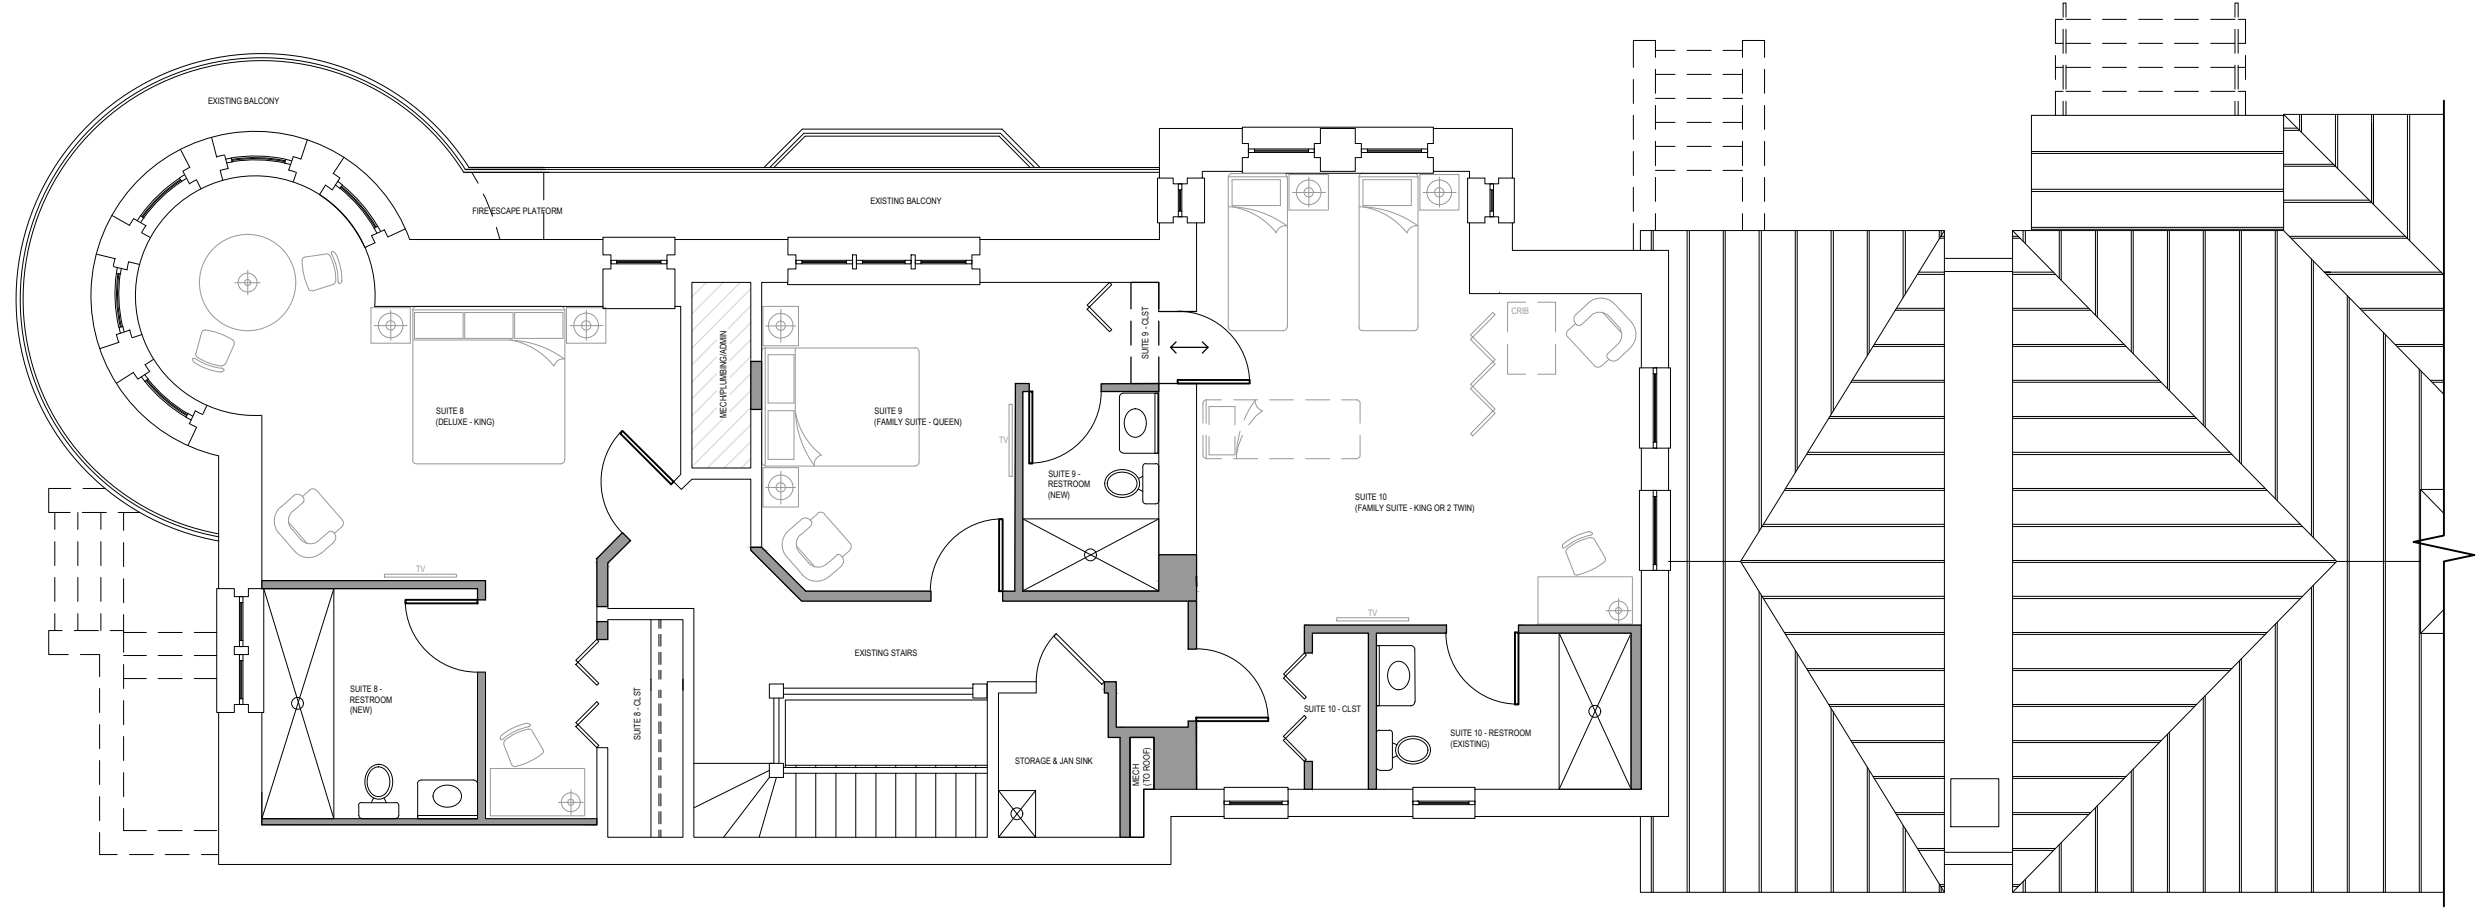 EXISTING BALCONY
FIRE ESCAPE PLATFORM
EXISTING BALCONY
SUITE 8
(DELUXE - KING)
TV
MECH/PLUMBING/ADMIN
SUITE 9
(FAMILY SUITE - QUEEN)
TV
SUITE 9 - CLST
SUITE 9 -
RESTROOM
(NEW)
CRIB
SUITE 10
(FAMILY SUITE - KING OR 2 TWIN)
TV
SUITE 8 -
RESTROOM
(NEW)
SUITE 8 - CLST
EXISTING STAIRS
STORAGE & JAN SINK
MECH
(TO ROOF)
SUITE 10 - CLST
SUITE 10 - RESTROOM
(EXISTING)